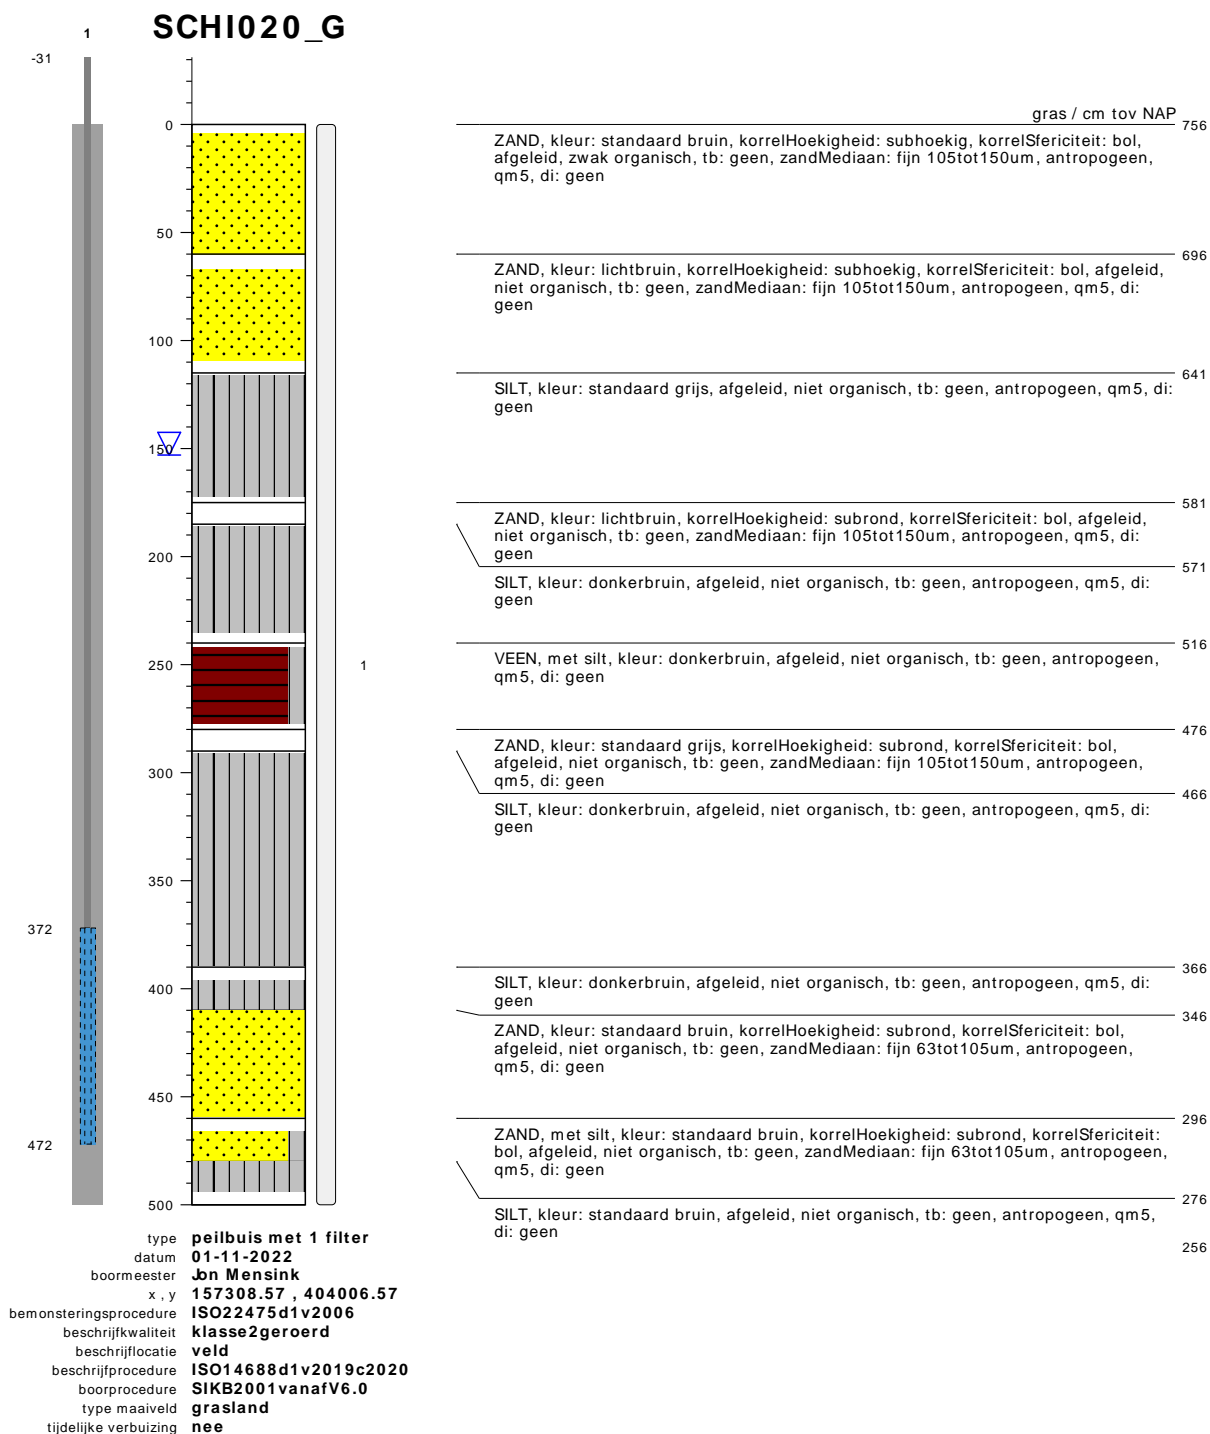 1
SCHI020_G
-31
gras / cm tov NAP
0
756
ZAND, kleur: standaard bruin, korrelHoekigheid: subhoekig, korrelSfericiteit: bol,
afgeleid, zwak organisch, tb: geen, zandMediaan: fijn 105tot150um, antropogeen,
qm5, di: geen
50
696
ZAND, kleur: lichtbruin, korrelHoekigheid: subhoekig, korrelSfericiteit: bol, afgeleid,
niet organisch, tb: geen, zandMediaan: fijn 105tot150um, antropogeen, qm5, di:
geen
100
641
SILT, kleur: standaard grijs, afgeleid, niet organisch, tb: geen, antropogeen, qm5, di:
geen
150
581
ZAND, kleur: lichtbruin, korrelHoekigheid: subrond, korrelSfericiteit: bol, afgeleid,
niet organisch, tb: geen, zandMediaan: fijn 105tot150um, antropogeen, qm5, di:
geen
200
571
SILT, kleur: donkerbruin, afgeleid, niet organisch, tb: geen, antropogeen, qm5, di:
geen
516
250
1
VEEN, met silt, kleur: donkerbruin, afgeleid, niet organisch, tb: geen, antropogeen,
qm5, di: geen
476
ZAND, kleur: standaard grijs, korrelHoekigheid: subrond, korrelSfericiteit: bol,
afgeleid, niet organisch, tb: geen, zandMediaan: fijn 105tot150um, antropogeen,
qm5, di: geen
300
466
SILT, kleur: donkerbruin, afgeleid, niet organisch, tb: geen, antropogeen, qm5, di:
geen
350
372
366
SILT, kleur: donkerbruin, afgeleid, niet organisch, tb: geen, antropogeen, qm5, di:
geen
400
346
ZAND, kleur: standaard bruin, korrelHoekigheid: subrond, korrelSfericiteit: bol,
afgeleid, niet organisch, tb: geen, zandMediaan: fijn 63tot105um, antropogeen,
qm5, di: geen
450
296
ZAND, met silt, kleur: standaard bruin, korrelHoekigheid: subrond, korrelSfericiteit:
bol, afgeleid, niet organisch, tb: geen, zandMediaan: fijn 63tot105um, antropogeen,
qm5, di: geen
472
276
500
SILT, kleur: standaard bruin, afgeleid, niet organisch, tb: geen, antropogeen, qm5,
di: geen
256
type peilbuis met 1 filter
datum 01-11-2022
boormeester Jon Mensink
x , y 157308.57 , 404006.57
bemonsteringsprocedure ISO22475d1v2006
beschrijfkwaliteit klasse2geroerd
beschrijflocatie veld
beschrijfprocedure ISO14688d1v2019c2020
boorprocedure SIKB2001vanafV6.0
type maaiveld grasland
tijdelijke verbuizing nee